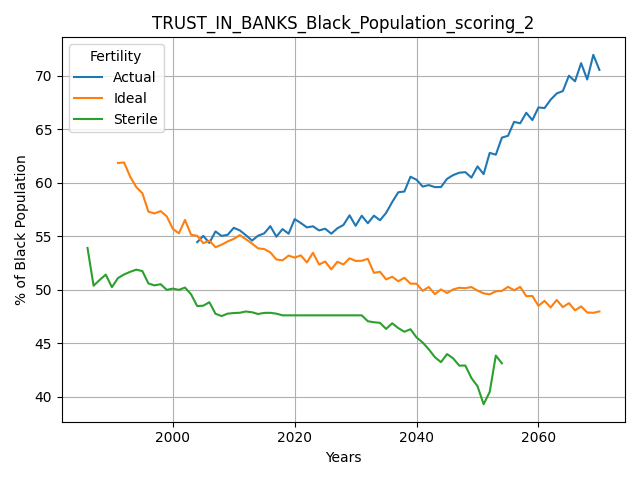 TRUST_IN_BANKS_Black_Population_scoring_2
Fertility
Actual
Ideal
Sterile
% of Black Population
70
65
60
55
50
45
40
2000 2020 2040 2060
Years